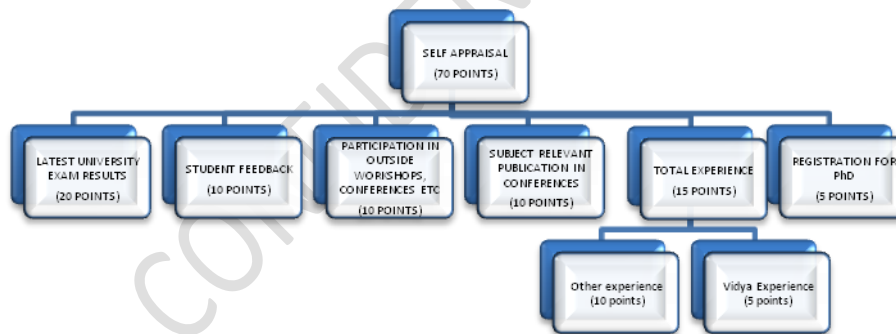 SELF APPRAISAL
(70 POINTS)
LATEST UNIVERSITY
EXAM RESULTS
(20 POINTS)
STUDENT FEEDBACK
(10 POINTS)
PARTICIPATION IN
OUTSIDE
WORKSHOPS,
CONFERENCES ETC
(10 POINTS)
SUBJECT RELEVANT
PUBLICATION IN
CONFERENCES
(10 POINTS)
TOTAL EXPERIENCE
(15 POINTS)
REGISTRATION FOR
PhD
(5 POINTS)
Other experience
(10 points)
Vidya Experience
(5 points)